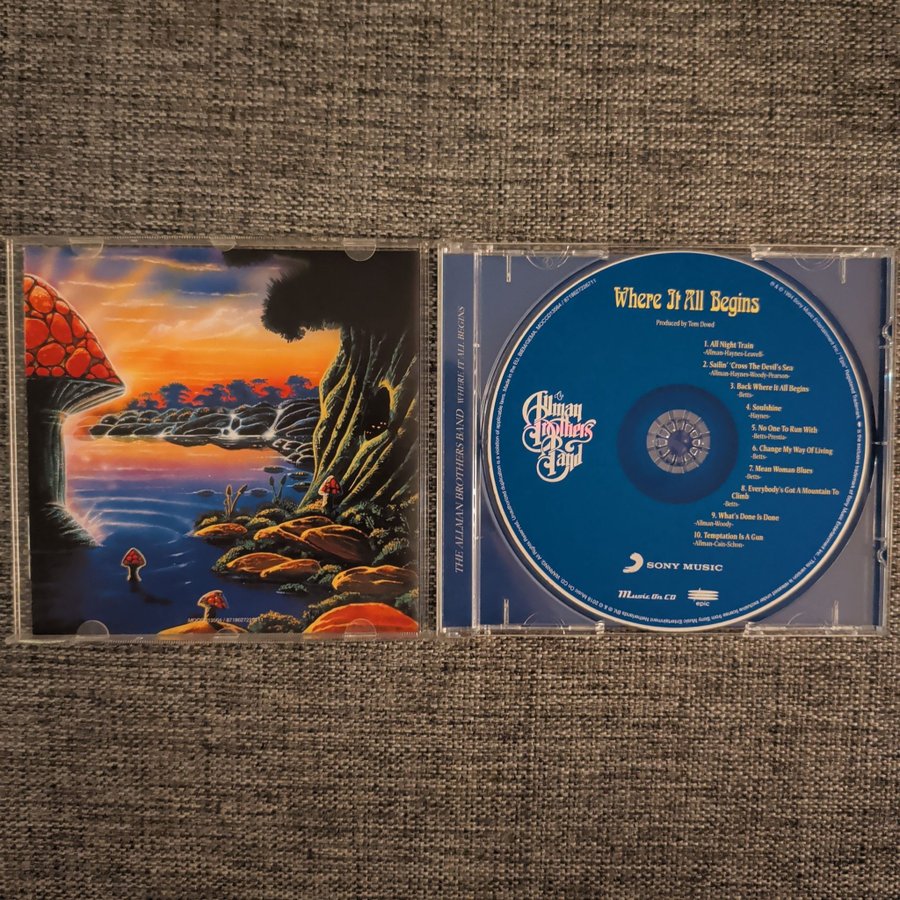 MOCCD13664 / 8718627228711
THE ALLMAN BROTHERS BAND WHERE IT ALL BEGINS
Where It All Begins
Produced by Tom Dowd
The
Allman
Brothers
Band
1. All Night Train
-Allman-Haynes-Leavell-
2. Sailin' 'Cross The Devil's Sea
-Allman-Haynes-Woody-Pearson-
3. Back Where It All Begins
-Betts-
4. Soulshine
-Haynes-
5. No One To Run With
-Betts-Prestia-
6. Change My Way Of Living
-Betts-
7. Mean Woman Blues
8. Everybody's Got A Mountain To
Climb
-Betts-
9. What's Done is Done
-Allman-Woody-
10. Temptation Is A Gun
-Allman-Cain-Schon-
SONY MUSIC
Music On CD
epic